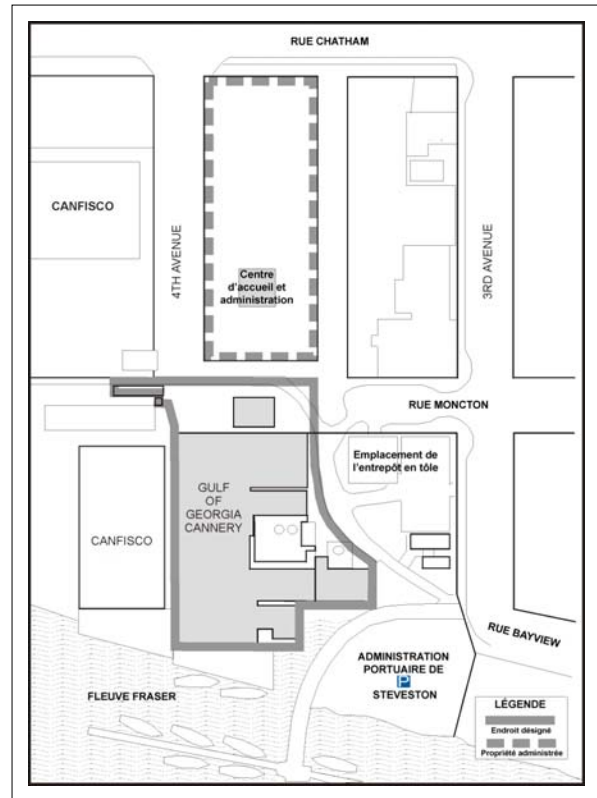 RUE CHATHAM
CANFISCO
4TH AVENUE
Centre
d'accueil et
administration
3RD AVENUE
RUE MONCTON
Emplacement de
l'entrepôt en tôle
GULF
OF
GEORGIA
CANNERY
CANFISCO
RUE BAYVIEW
ADMINISTRATION
PORTUAIRE DE
P
STEVESTON
FLEUVE FRASER
LÉGENDE
Endroit désigné
Propriété administrée